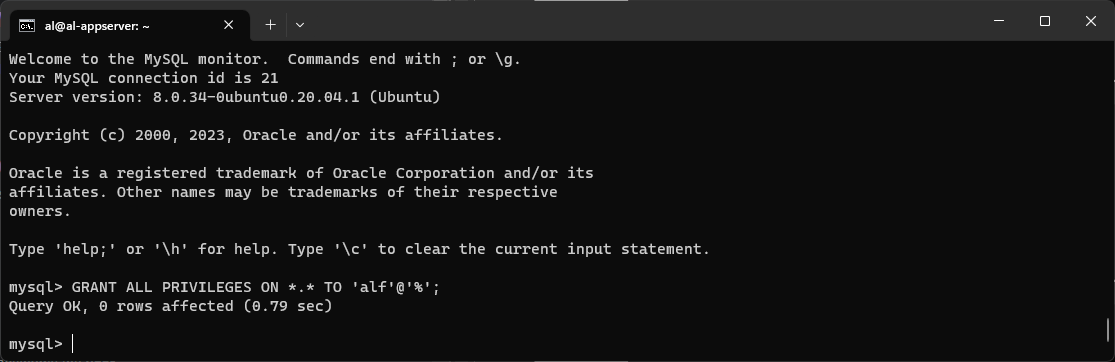 al@al-appserver: ~
Welcome to the MySQL monitor.  Commands end with ; or \g.
Your MySQL connection id is 21
Server version: 8.0.34-0ubuntu0.20.04.1 (Ubuntu)
Copyright (c) 2000, 2023, Oracle and/or its affiliates.
Oracle is a registered trademark of Oracle Corporation and/or its
affiliates. Other names may be trademarks of their respective
owners.
Type 'help;' or '\h' for help. Type '\c' to clear the current input statement.
mysql> GRANT ALL PRIVILEGES ON *.* TO 'alf'@'%';
Query OK, 0 rows affected (0.79 sec)
mysql>